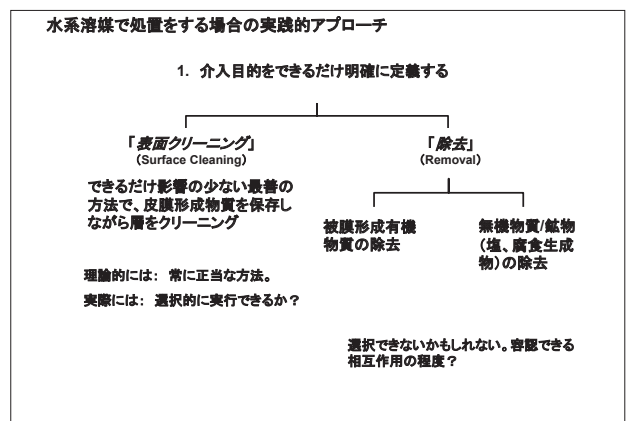 水系溶媒で処置をする場合の実践的アプローチ
1. 介入目的をできるだけ明確に定義する
「表面クリーニング」
(Surface Cleaning)
できるだけ影響の少ない最善の
方法で、皮膜形成物質を保存し
ながら層をクリーニング
理論的には: 常に正当な方法。
実際には: 選択的に実行できるか?
「除去」
(Removal)
被膜形成有機
物質の除去
無機物質/鉱物
(塩、腐食生成
物)の除去
選択できないかもしれない。容認できる
相互作用の程度?